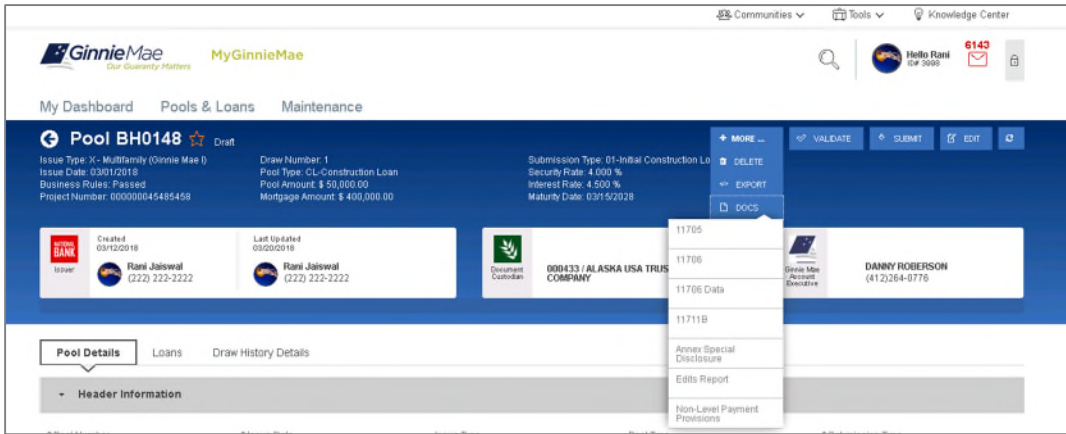 Communities
Tools
Knowledge Center
GinnieMae
Our Guaranty Matters
MyGinnieMae
Hello Rani
ID# 3998
6143
My Dashboard
Pools & Loans
Maintenance
Pool BH0148
Draft
+ MORE ...
VALIDATE
SUBMIT
EDIT
DELETE
EXPORT
DOCS
Issue Type: X - Multifamily (Ginnie Mae I)
Issue Date: 03/01/2018
Business Rules: Passed
Project Number: 000000045485458
Draw Number: 1
Pool Type: CL-Construction Loan
Pool Amount: $ 50,000.00
Mortgage Amount: $ 400,000.00
Submission Type: 01-Initial Construction Lo
Security Rate: 4.000 %
Interest Rate: 4.500 %
Maturity Date: 03/15/2028
NATIONAL
BANK
Issuer
Created
03/12/2018
Rani Jaiswal
(222) 222-2222
Last Updated
03/20/2018
Rani Jaiswal
(222) 222-2222
Document
Custodian
000433 / ALASKA USA TRUS
COMPANY
Ginnie Mae
Account
Executive
DANNY ROBERSON
(412)264-0776
11705
11706
11706 Data
11711B
Annex Special
Disclosure
Edits Report
Non-Level Payment
Provisions
Pool Details
Loans
Draw History Details
Header Information